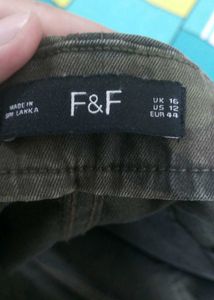 MADE IN
SRI LANKA
F&F
UK 16
US 12
EUR 44